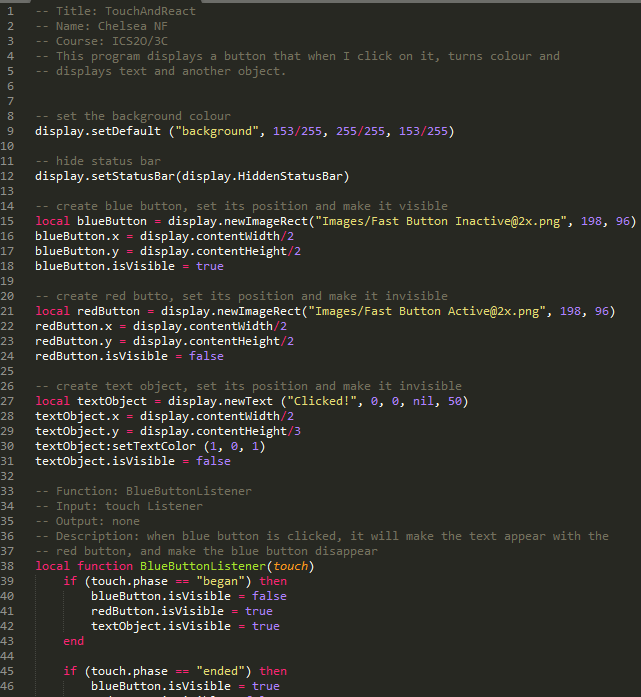 1 -- Title: TouchAndReact
2 -- Name: Chelsea NF
3 -- Course: ICS2O/3C
4 -- This program displays a button that when I click on it, turns colour and
5 -- displays text and another object.
6
7
8 -- set the background colour
9 display.setDefault ("background", 153/255, 255/255, 153/255)
10
11 -- hide status bar
12 display.setStatusBar(display.HiddenStatusBar)
13
14 -- create blue button, set its position and make it visible
15 local blueButton = display.newImageRect("Images/Fast Button Inactive@2x.png", 198, 96)
16 blueButton.x = display.contentWidth/2
17 blueButton.y = display.contentHeight/2
18 blueButton.isVisible = true
19
20 -- create red butto, set its position and make it invisible
21 local redButton = display.newImageRect("Images/Fast Button Active@2x.png", 198, 96)
22 redButton.x = display.contentWidth/2
23 redButton.y = display.contentHeight/2
24 redButton.isVisible = false
25
26 -- create text object, set its position and make it invisible
27 local textObject = display.newText ("Clicked!", 0, 0, nil, 50)
28 textObject.x = display.contentWidth/2
29 textObject.y = display.contentHeight/3
30 textObject:setTextColor (1, 0, 1)
31 textObject.isVisible = false
32
33 -- Function: BlueButtonListener
34 -- Input: touch Listener
35 -- Output: none
36 -- Description: when blue button is clicked, it will make the text appear with the
37 -- red button, and make the blue button disappear
38 local function BlueButtonListener(touch)
39 if (touch.phase == "began") then
40 blueButton.isVisible = false
41 redButton.isVisible = true
42 textObject.isVisible = true
43 end
44
45 if (touch.phase == "ended") then
46 blueButton.isVisible = true